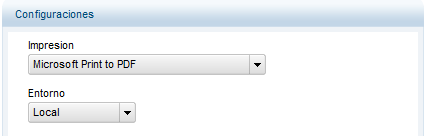 Configuraciones
Impresion
Microsoft Print to PDF
Entorno
Local